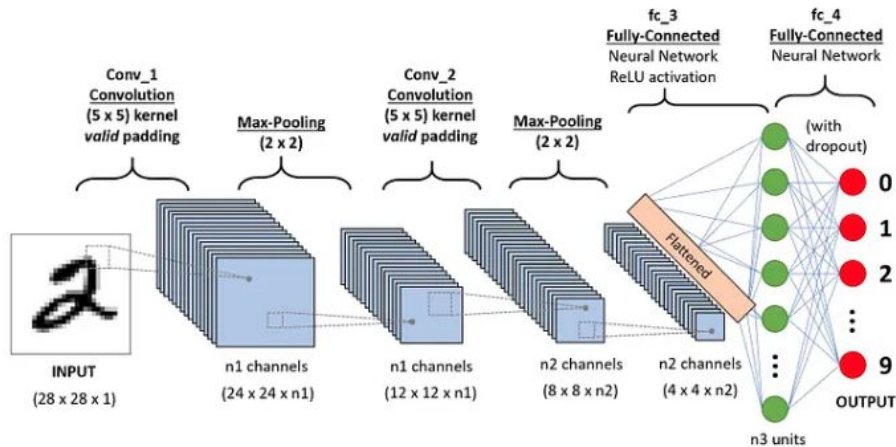 fc_3
Fully-Connected
Neural Network
ReLU activation
fc_4
Fully-Connected
Neural Network
Conv_1
Convolution
(5 x 5) kernel
valid padding
Max-Pooling
(2 x 2)
Conv_2
Convolution
(5 x 5) kernel
valid padding
Max-Pooling
(2 x 2)
(with
dropout)
2
Flattened
0
1
2
9
INPUT
(28 x 28 x 1)
n1 channels
(24 x 24 x n1)
n1 channels
(12 x 12 x n1)
n2 channels
(8 x 8 x n2)
n2 channels
(4 x 4 x n2)
OUTPUT
n3 units